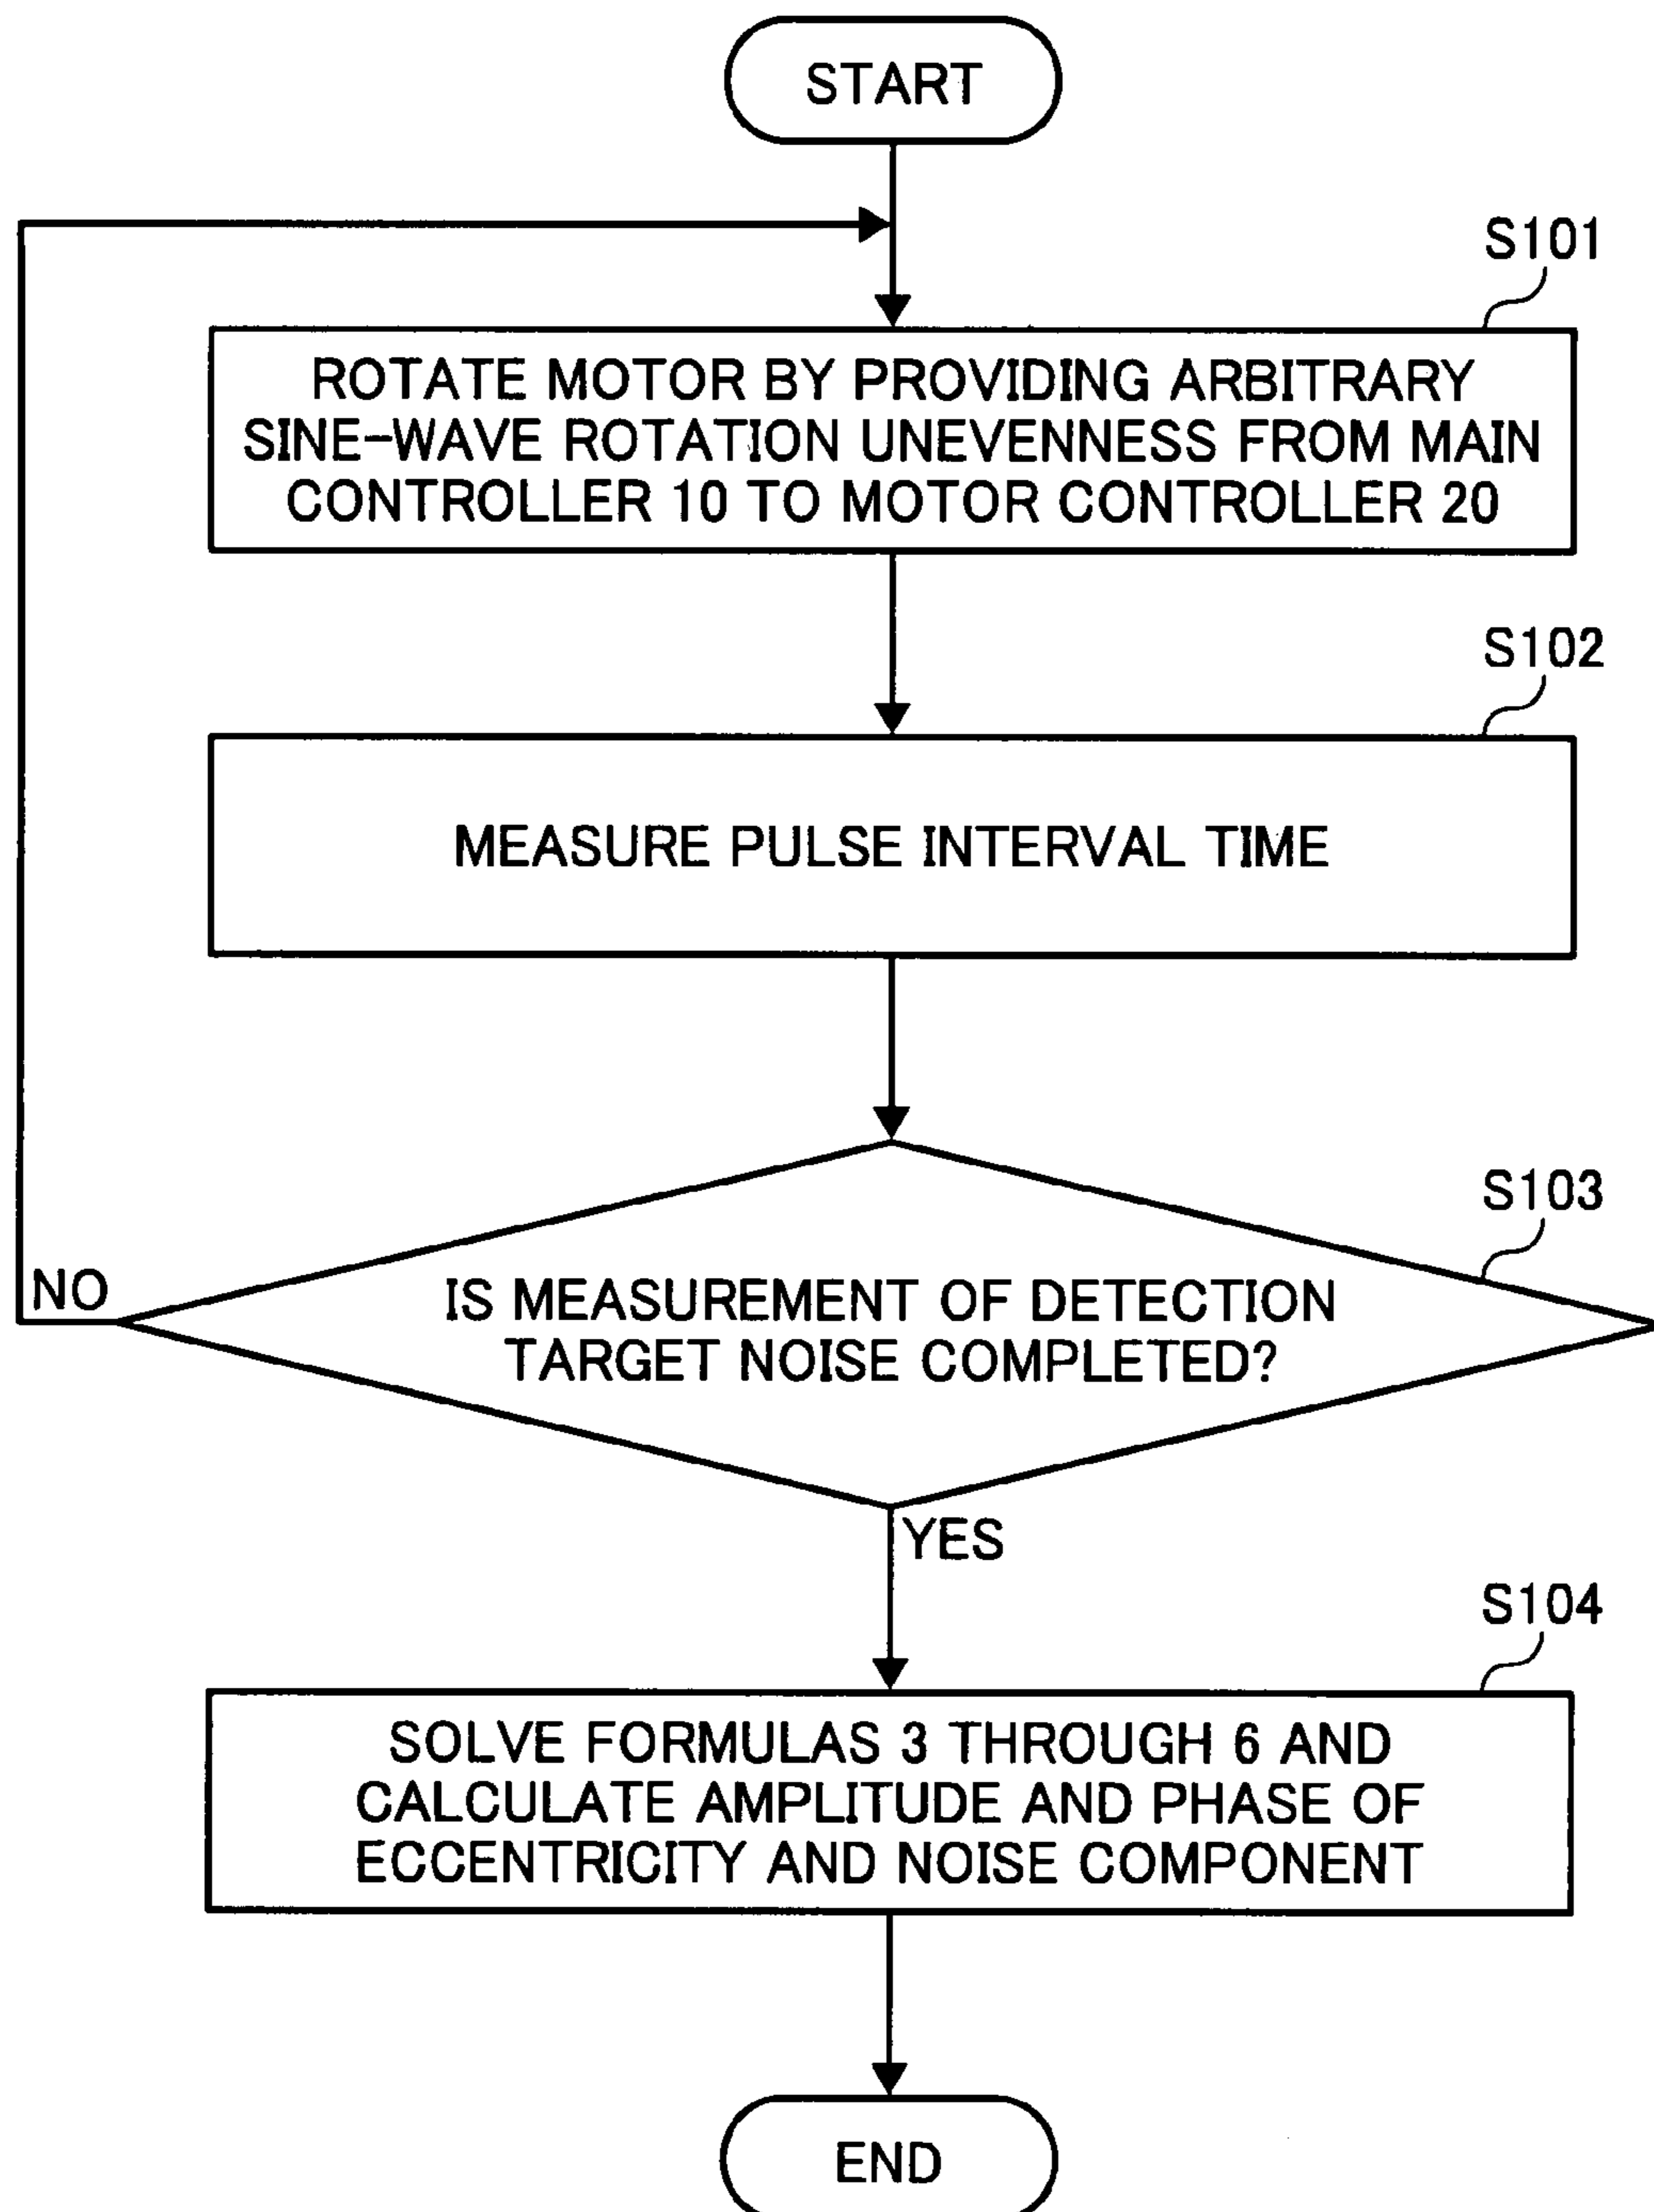 START
S101
ROTATE MOTOR BY PROVIDING ARBITRARY
SINE-WAVE ROTATION UNEVENNESS FROM MAIN
CONTROLLER 10 TO MOTOR CONTROLLER 20
S102
MEASURE PULSE INTERVAL TIME
S103
IS MEASUREMENT OF DETECTION
TARGET NOISE COMPLETED?
NO
YES
S104
SOLVE FORMULAS 3 THROUGH 6 AND
CALCULATE AMPLITUDE AND PHASE OF
ECCENTRICITY AND NOISE COMPONENT
END